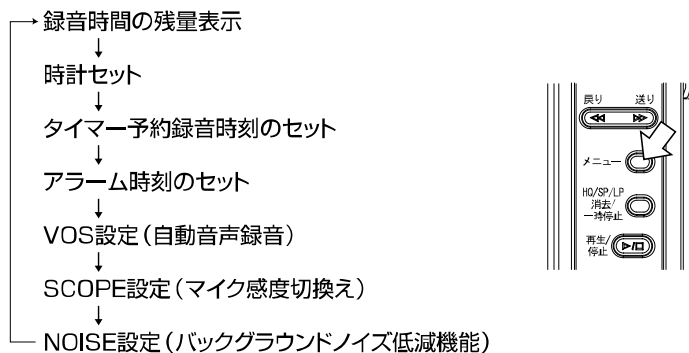 録音時間の残量表示
時計セット
タイマー予約録音時刻のセット
アラーム時刻のセット
VOS設定(自動音声録音)
SCOPE設定(マイク感度切換え)
NOISE設定(バックグラウンドノイズ低減機能)
戻り 送り
メニュー
HQ/SP/LP
消去/
一時停止
再生/
停止